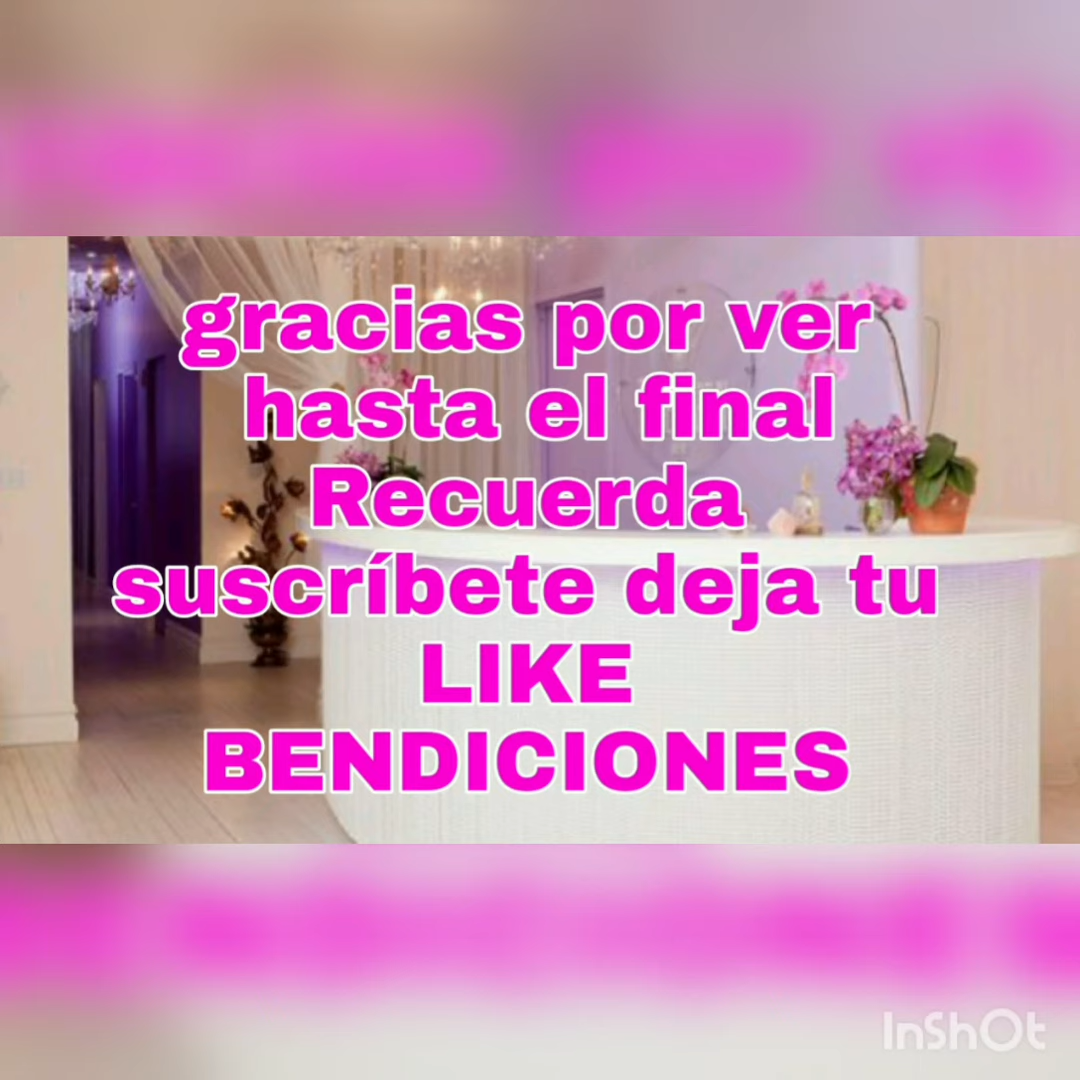 gracias por ver
hasta el final
Recuerda
suscríbete deja tu
LIKE
BENDICIONES
InShOt